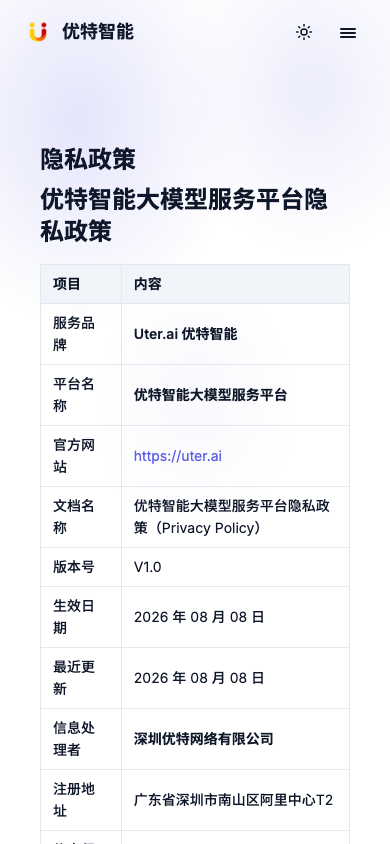 优特智能
隐私政策
优特智能大模型服务平台隐
私政策
项目 内容
服务品
牌
Uter.ai 优特智能
平台名
称
优特智能大模型服务平台
官方网
站
https://uter.ai
文档名
称
优特智能大模型服务平台隐私政
策（Privacy Policy）
版本号 V1.0
生效日
期
2026 年 08 月 08 日
最近更
新
2026 年 08 月 08 日
信息处
理者
深圳优特网络有限公司
注册地
址
广东省深圳市南山区阿里中心T2